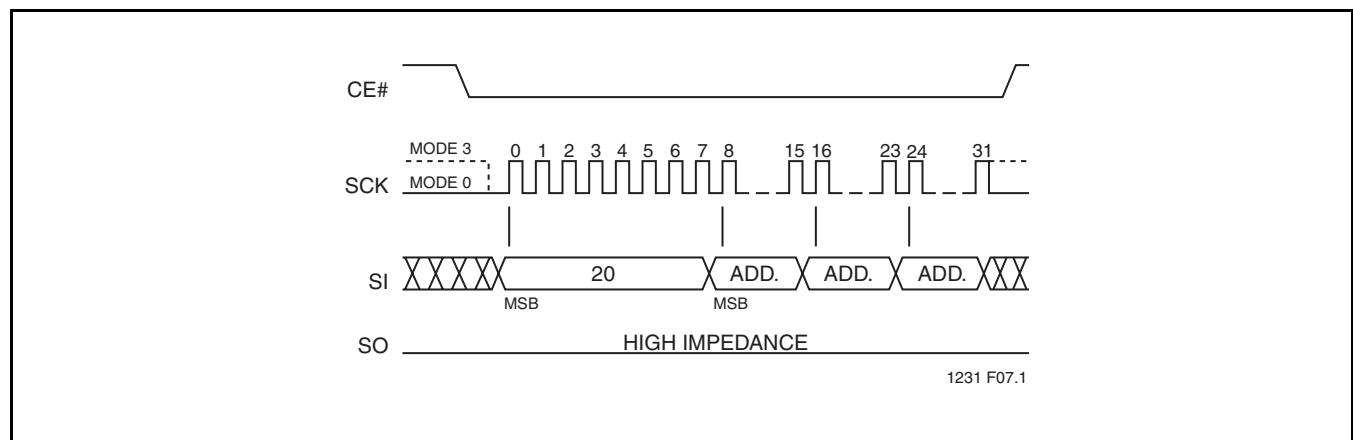 CE#
MODE 3
0 1 2 3 4 5 6 7 8 15 16 23 24 31
SCK
MODE 0
SI
20 ADD. ADD. ADD.
MSB MSB
SO
HIGH IMPEDANCE
1231 F07.1